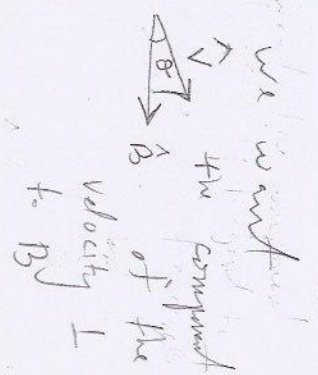 We want
the component
of the
velocity ⊥
to B
V̂
θ
B̂